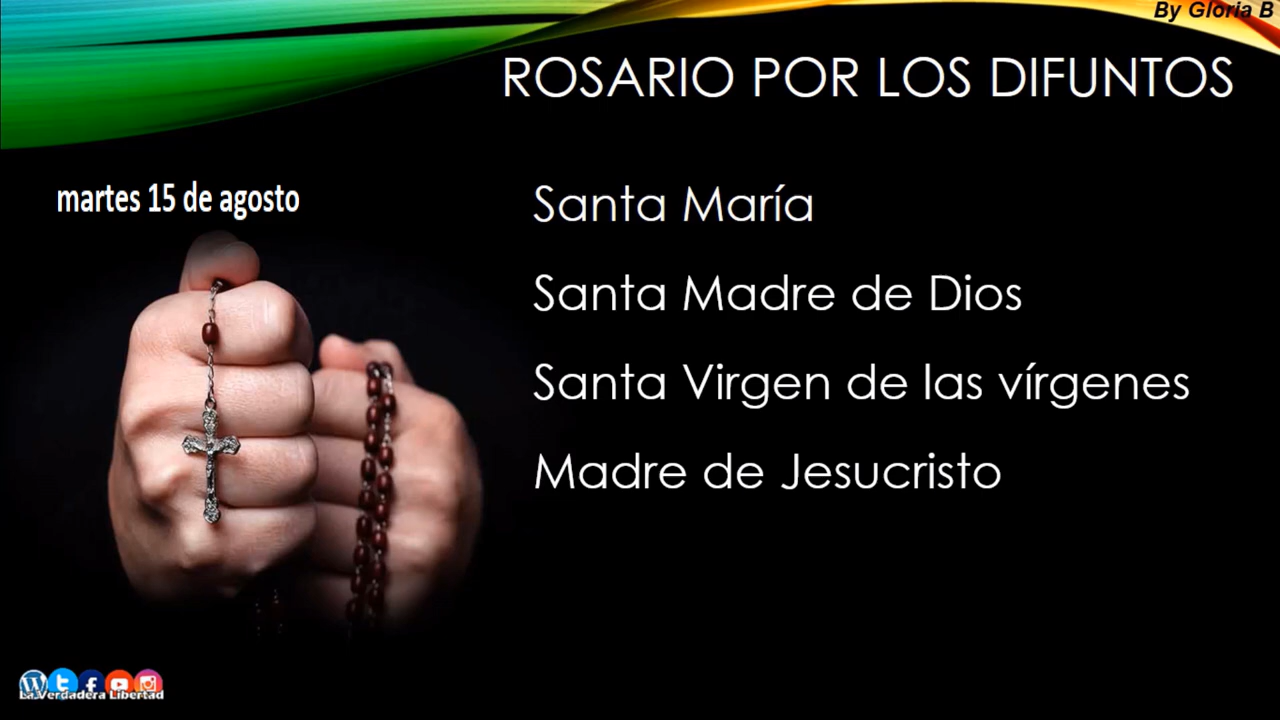 By Gloria B
ROSARIO POR LOS DIFUNTOS
martes 15 de agosto
Santa María
Santa Madre de Dios
Santa Virgen de las vírgenes
Madre de Jesucristo
La Verdadera Libertad